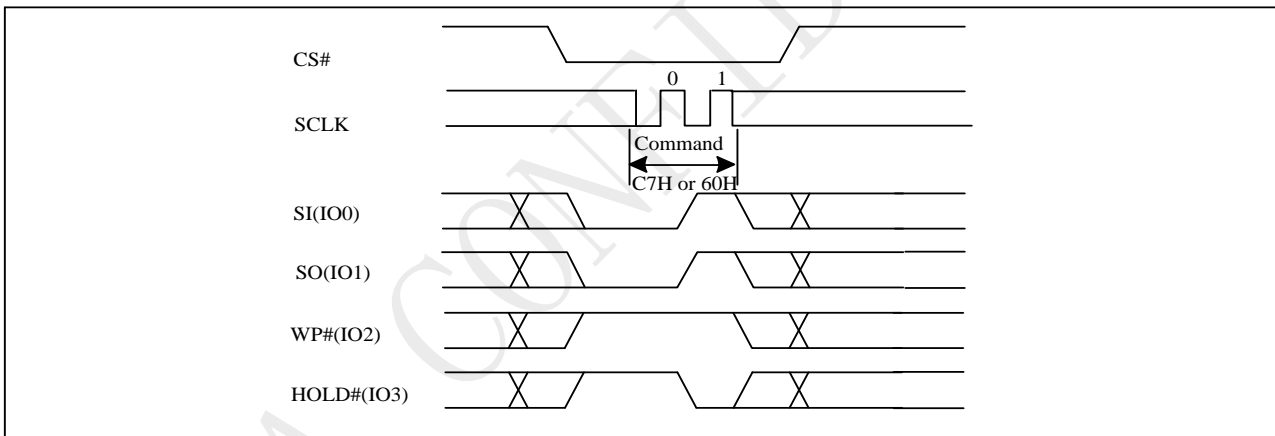 CS#
0 1
SCLK
Command
C7H or 60H
SI(IO0)
SO(IO1)
WP#(IO2)
HOLD#(IO3)